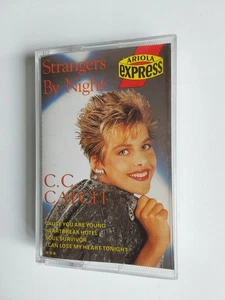 Strangers
By Night
ARIOLA
express
C.C.
CATCH
'CAUSE YOU ARE YOUNG
HEARTBREAK HOTEL
SOUL SURVIVOR
I CAN LOSE MY HEART TONIGHT